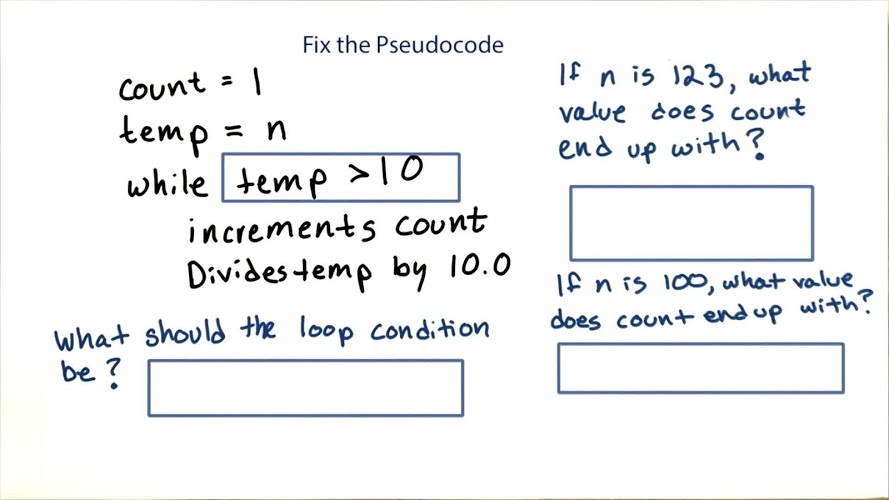 Fix the Pseudocode
count = 1
temp = n
while temp > 10
increments count
Divides temp by 10.0
What should the loop condition
be?
If n is 123, what
value does count
end up with?
If n is 100, what value
does count end up with?